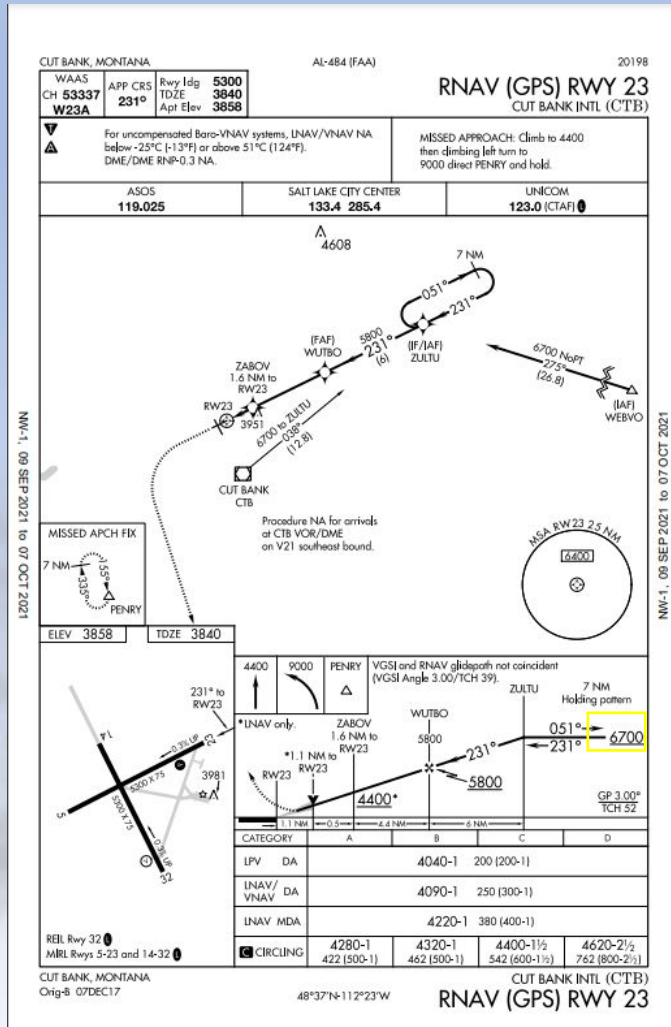 CUT BANK, MONTANA
AL-484 (FAA)
20198
WAAS
CH 53337
W23A
APP CRS
231°
Rwy ldg 5300
TDZE 3840
Apt Elev 3858
RNAV (GPS) RWY 23
CUT BANK INTL (CTB)
T
A
For uncompensated Baro-VNAV systems, LNAV/VNAV NA
below -25°C (-13°F) or above 51°C (124°F).
DME/DME RNP-0.3 NA.
MISSED APPROACH: Climb to 4400
then climbing left turn to
9000 direct PENRY and hold.
ASOS
119.025
SALT LAKE CITY CENTER
133.4 285.4
UNICOM
123.0 (CTAF) L
4608
7 NM
051°
231°
(IF/IAF)
ZULTU
5800
231°
(6)
(FAF)
WUTBO
ZABOV
1.6 NM to
RW23
RW23
3951
6700 to ZULTU
038°
(12.8)
6700 NoPT
275°
(26.8)
(IAF)
WEBVO
CUT BANK
CTB
Procedure NA for arrivals
at CTB VOR/DME
on V21 southeast bound.
MSA RW23 25 NM
6400
MISSED APCH FIX
7 NM
155°
335°
PENRY
NW-1, 09 SEP 2021 to 07 OCT 2021
NW-1, 09 SEP 2021 to 07 OCT 2021
ELEV 3858
TDZE 3840
231° to
RW23
0.3% UP
23
14
5300 X 75
5300 X 75
3981
5
0.3% UP
32
REIL Rwy 32 L
MIRL Rwys 5-23 and 14-32 L
4400
9000
PENRY
VGSI and RNAV glidepath not coincident
(VGSI Angle 3.00/TCH 39).
ZULTU
7 NM
Holding pattern
*LNAV only.
ZABOV
1.6 NM to
RW23
WUTBO
5800
051°
231°
6700
*1.1 NM to
RW23
RW23
231°
5800
4400*
GP 3.00°
TCH 52
1.1 NM
0.5
4.4 NM
6 NM
CATEGORY
A
B
C
D
LPV DA
4040-1 200 (200-1)
LNAV/
VNAV DA
4090-1 250 (300-1)
LNAV MDA
4220-1 380 (400-1)
C CIRCLING
4280-1
422 (500-1)
4320-1
462 (500-1)
4400-1½
542 (600-1½)
4620-2½
762 (800-2½)
CUT BANK, MONTANA
Orig-B 07DEC17
48°37'N-112°23'W
CUT BANK INTL (CTB)
RNAV (GPS) RWY 23